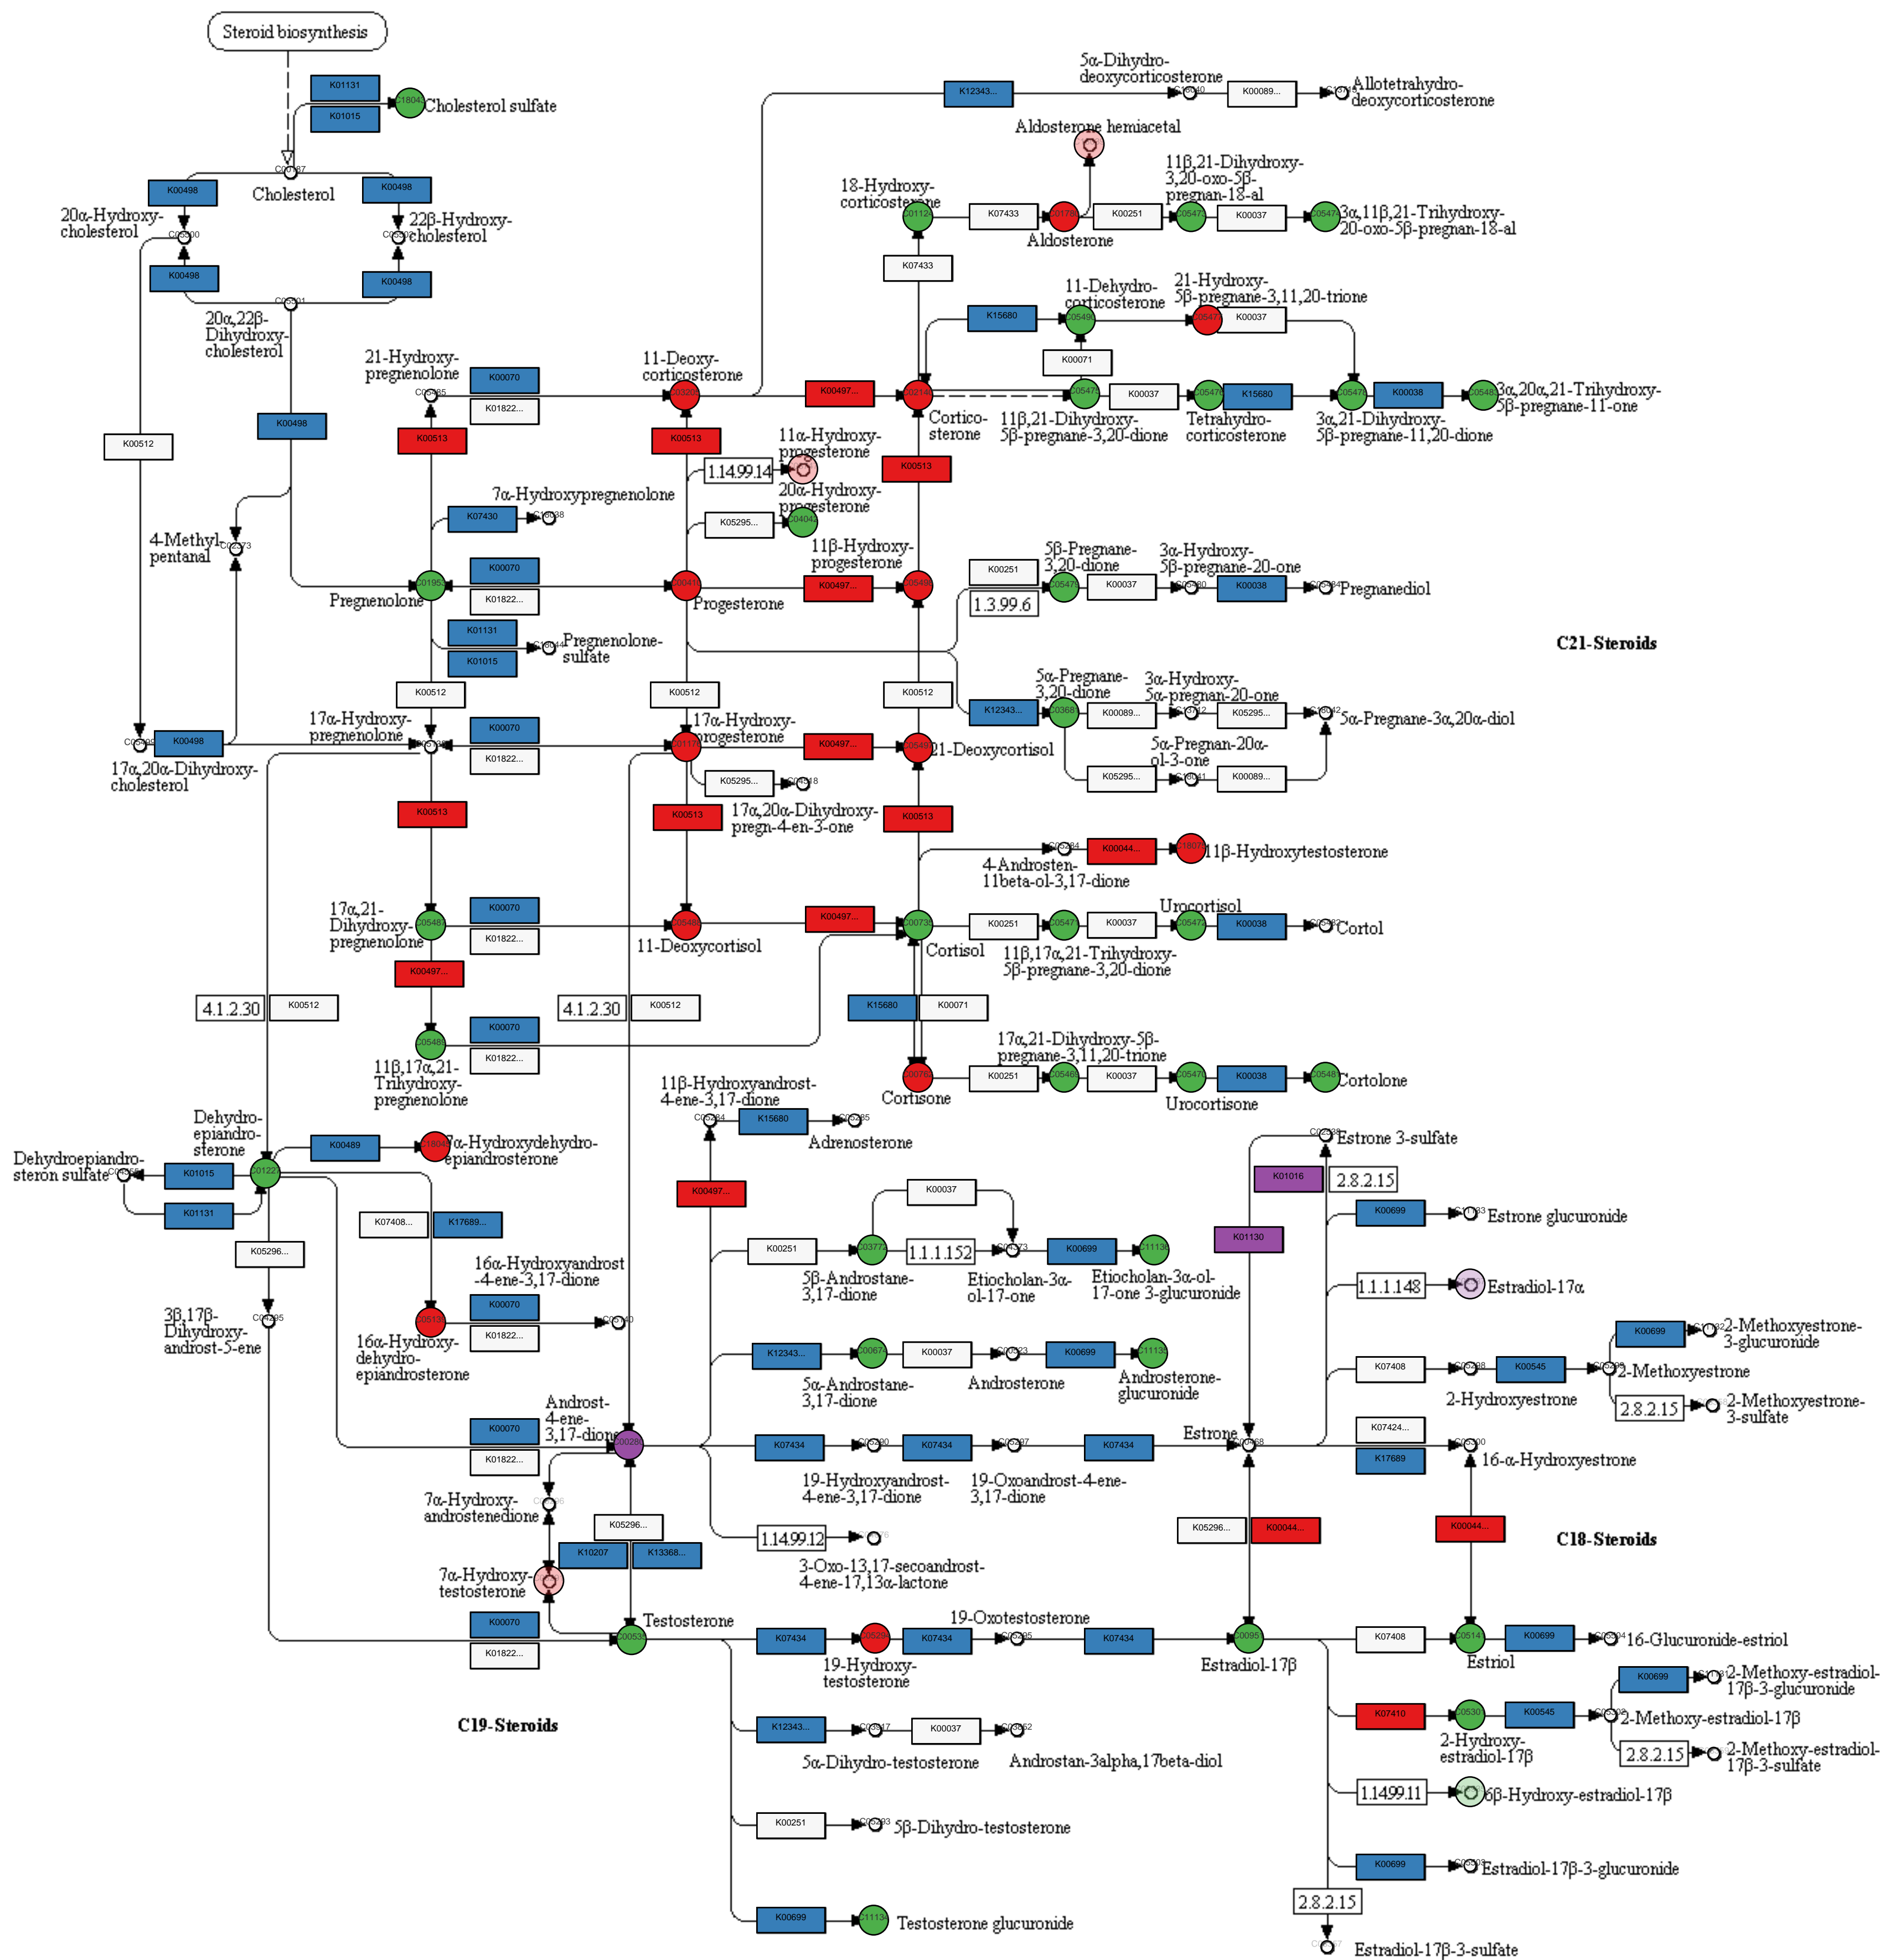 Steroid biosynthesis
K01131
Cholesterol sulfate
K01015
5α-Dihydro-
deoxycorticosterone
K12343...
K00089...
Allotetrahydro-
deoxycorticosterone
Aldosterone hemiacetal
K00498
Cholesterol
K00498
20α-Hydroxy-
cholesterol
22β-Hydroxy-
cholesterol
K00498
K00498
20α,22β-
Dihydroxy-
cholesterol
18-Hydroxy-
corticosterone
K07433
Aldosterone
K00251
11β,21-Dihydroxy-
3,20-oxo-5β-
pregnan-18-al
K00037
3α,11β,21-Trihydroxy-
20-oxo-5β-pregnan-18-al
K07433
K15680
11-Dehydro-
corticosterone
21-Hydroxy-
5β-pregnane-3,11,20-trione
K00037
K00071
21-Hydroxy-
pregnenolone
K00070
K01822...
11-Deoxy-
corticosterone
K00497...
Cortico-
sterone
11β,21-Dihydroxy-
5β-pregnane-3,20-dione
K00037
Tetrahydro-
corticosterone
K15680
3α,21-Dihydroxy-
5β-pregnane-11,20-dione
K00038
3α,20α,21-Trihydroxy-
5β-pregnane-11-one
K00512
K00498
K00513
K00513
K00513
1.14.99.14
11α-Hydroxy-
progesterone
K07430
7α-Hydroxypregnenolone
K05295...
20α-Hydroxy-
progesterone
4-Methyl-
pentanal
Pregnenolone
K00070
K01822...
Progesterone
K00497...
11β-Hydroxy-
progesterone
K00251
1.3.99.6
5β-Pregnane-
3,20-dione
K00037
3α-Hydroxy-
5β-pregnane-20-one
K00038
Pregnanediol
K01131
K01015
Pregnenolone-
sulfate
C21-Steroids
K00512
K00512
K00512
K12343...
5α-Pregnane-
3,20-dione
K00089...
3α-Hydroxy-
5α-pregnan-20-one
K05295...
5α-Pregnane-3α,20α-diol
K05295...
5α-Pregnan-20α-
ol-3-one
K00089...
K00498
17α,20α-Dihydroxy-
cholesterol
17α-Hydroxy-
pregnenolone
K00070
K01822...
17α-Hydroxy-
progesterone
K00497...
21-Deoxycortisol
K05295...
17α,20α-Dihydroxy-
pregn-4-en-3-one
K00513
K00513
K00513
4-Androsten-
11beta-ol-3,17-dione
K00044...
11β-Hydroxytestosterone
17α,21-
Dihydroxy-
pregnenolone
K00070
K01822...
11-Deoxycortisol
K00497...
Cortisol
K00251
11β,17α,21-Trihydroxy-
5β-pregnane-3,20-dione
K00037
Urocortisol
K00038
Cortol
K00497...
4.1.2.30
K00512
4.1.2.30
K00512
K15680
K00071
11β,17α,21-
Trihydroxy-
pregnenolone
K00070
K01822...
Cortisone
K00251
17α,21-Dihydroxy-5β-
pregnane-3,11,20-trione
K00037
Urocortisone
K00038
Cortolone
11β-Hydroxyandrost-
4-ene-3,17-dione
K15680
Adrenosterone
Dehydro-
epiandro-
sterone
K00489
7α-Hydroxydehydro-
epiandrosterone
Dehydroepiandro-
steron sulfate
K01015
K01131
Estrone 3-sulfate
K01016
2.8.2.15
K00497...
K00037
K07408...
K17689...
K05296...
K01130
K00699
Estrone glucuronide
K00251
5β-Androstane-
3,17-dione
1.1.1.152
Etiocholan-3α-
ol-17-one
K00699
Etiocholan-3α-ol-
17-one 3-glucuronide
1.1.1.148
Estradiol-17α
16α-Hydroxyandrost
-4-ene-3,17-dione
3β,17β-
Dihydroxy-
androst-5-ene
K00070
K01822...
16α-Hydroxy-
dehydro-
epiandrosterone
K12343...
5α-Androstane-
3,17-dione
K00037
Androsterone
K00699
Androsterone-
glucuronide
K07408
2-Hydroxyestrone
K00545
2-Methoxyestrone
K00699
2-Methoxyestrone-
3-glucuronide
2.8.2.15
2-Methoxyestrone-
3-sulfate
Androst-
4-ene-
3,17-dione
K00070
K01822...
K07434
19-Hydroxyandrost-
4-ene-3,17-dione
K07434
19-Oxoandrost-4-ene-
3,17-dione
K07434
Estrone
K07424...
K17689
16-α-Hydroxyestrone
7α-Hydroxy-
androstenedione
K05296...
K10207
K13368...
1.14.99.12
3-Oxo-13,17-secoandrost-
4-ene-17,13α-lactone
K05296...
K00044...
K00044...
C18-Steroids
7α-Hydroxy-
testosterone
K00070
K01822...
Testosterone
K07434
19-Hydroxy-
testosterone
K07434
19-Oxotestosterone
K07434
Estradiol-17β
K07408
Estriol
K00699
16-Glucuronide-estriol
C19-Steroids
K12343...
5α-Dihydro-testosterone
K00037
Androstan-3alpha,17beta-diol
K07410
2-Hydroxy-
estradiol-17β
K00545
2-Methoxy-estradiol-17β
K00699
2-Methoxy-estradiol-
17β-3-glucuronide
2.8.2.15
2-Methoxy-estradiol-
17β-3-sulfate
1.14.99.11
6β-Hydroxy-estradiol-17β
K00251
5β-Dihydro-testosterone
K00699
Estradiol-17β-3-glucuronide
K00699
Testosterone glucuronide
2.8.2.15
Estradiol-17β-3-sulfate